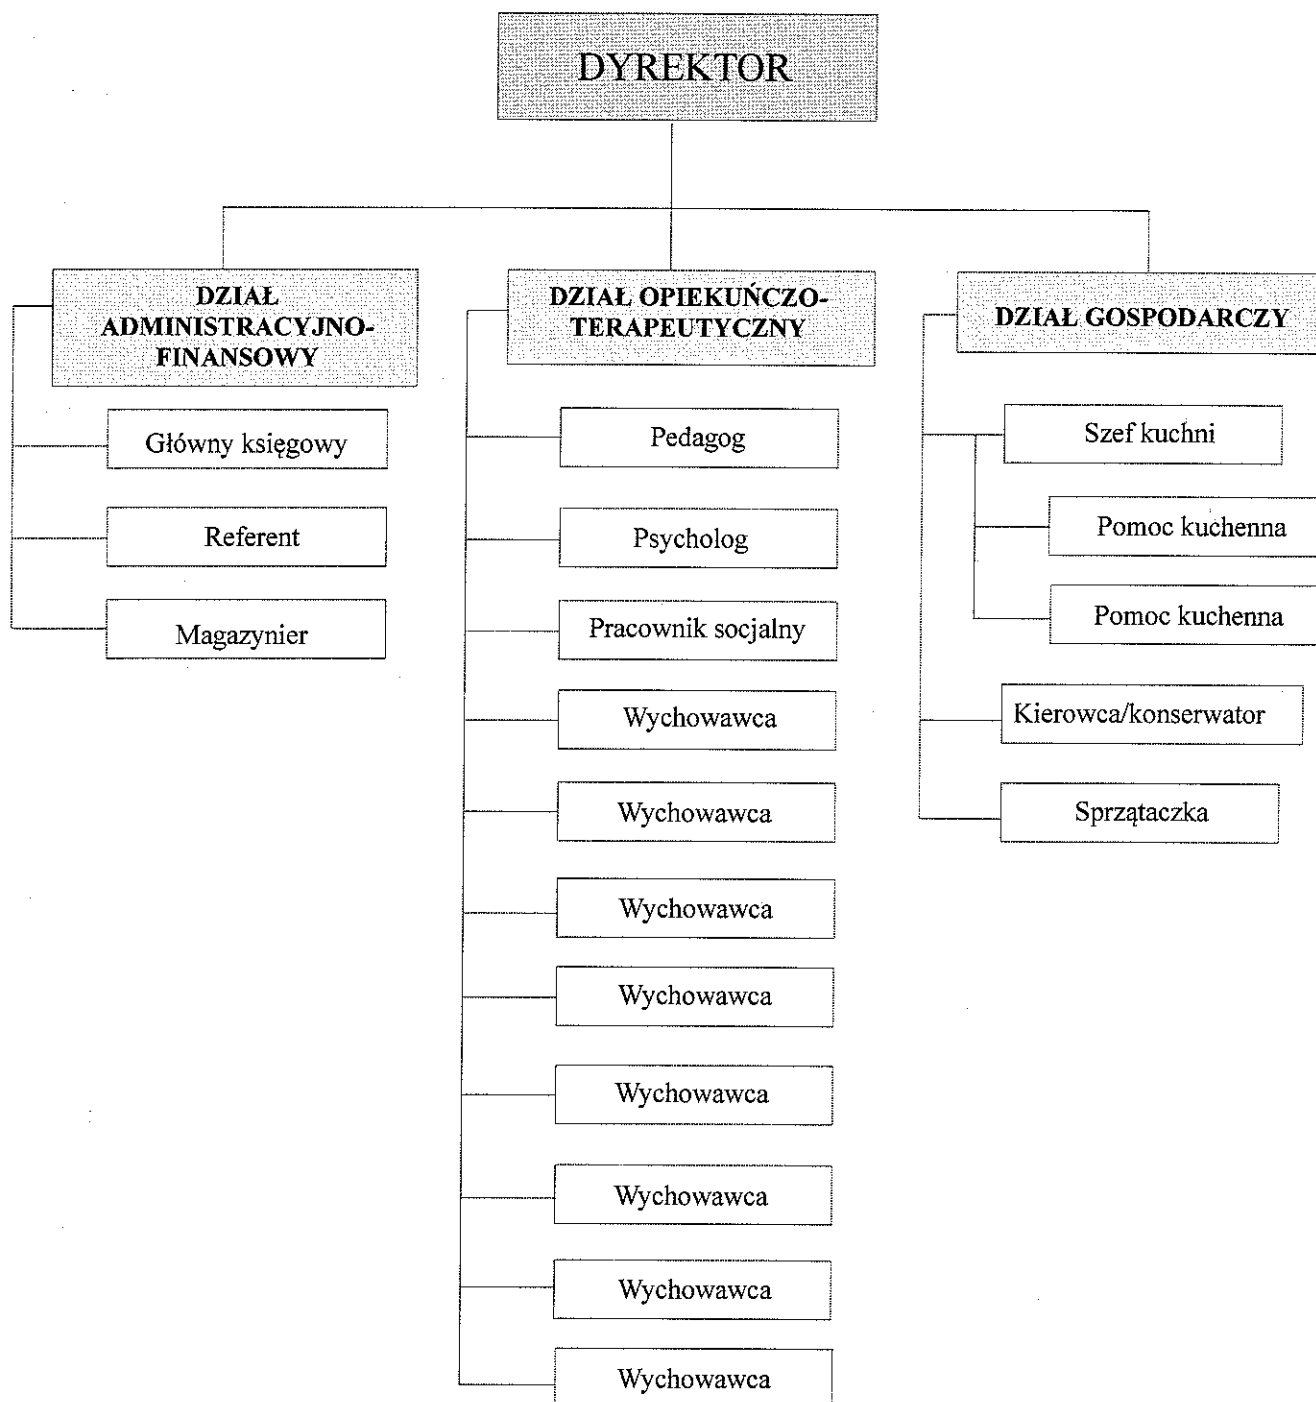 DYREKTOR
DZIAŁ
ADMINISTRACYJNO-
FINANSOWY
Główny księgowy
Referent
Magazynier
DZIAŁ OPIEKUŃCZO-
TERAPEUTYCZNY
Pedagog
Psycholog
Pracownik socjalny
Wychowawca
Wychowawca
Wychowawca
Wychowawca
Wychowawca
Wychowawca
Wychowawca
Wychowawca
DZIAŁ GOSPODARCZY
Szef kuchni
Pomoc kuchenna
Pomoc kuchenna
Kierowca/konserwator
Sprzątaczka